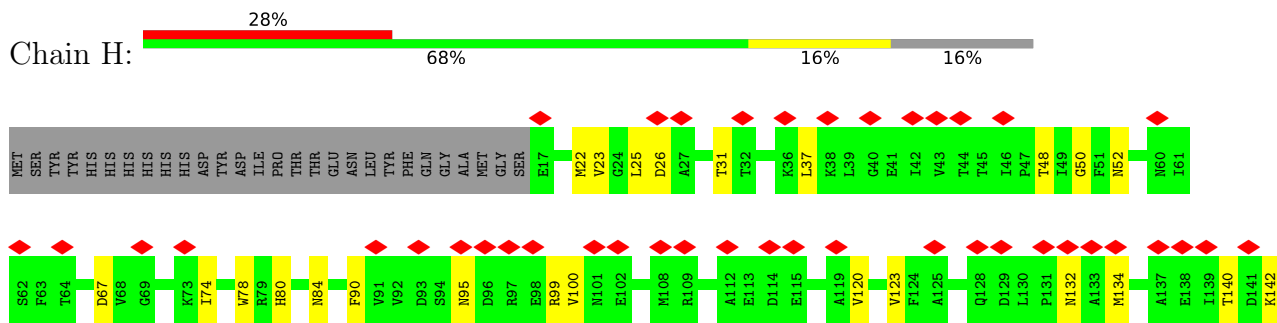 28%
Chain H:
68% 16% 16%
MET SER TYR TYR HIS HIS HIS HIS HIS HIS ASP TYR ASP ILE PRO THR THR GLU ASN LEU TYR PHE GLN GLY ALA MET GLY SER E17 M22 V23 G24 L25 D26 A27 T31 T32 K36 L37 K38 L39 G40 E41 I42 V43 T44 T45 I46 P47 T48 I49 G50 F51 N52 N60 I61
S62 F63 T64 D67 V68 G69 K73 I74 W78 R79 H80 N84 F90 V91 V92 D93 S94 N95 D96 R97 E98 R99 V100 N101 E102 M108 R109 A112 E113 D114 E115 A119 V120 V123 F124 A125 Q128 D129 L130 P131 N132 A133 M134 A137 E138 I139 T140 D141 K142